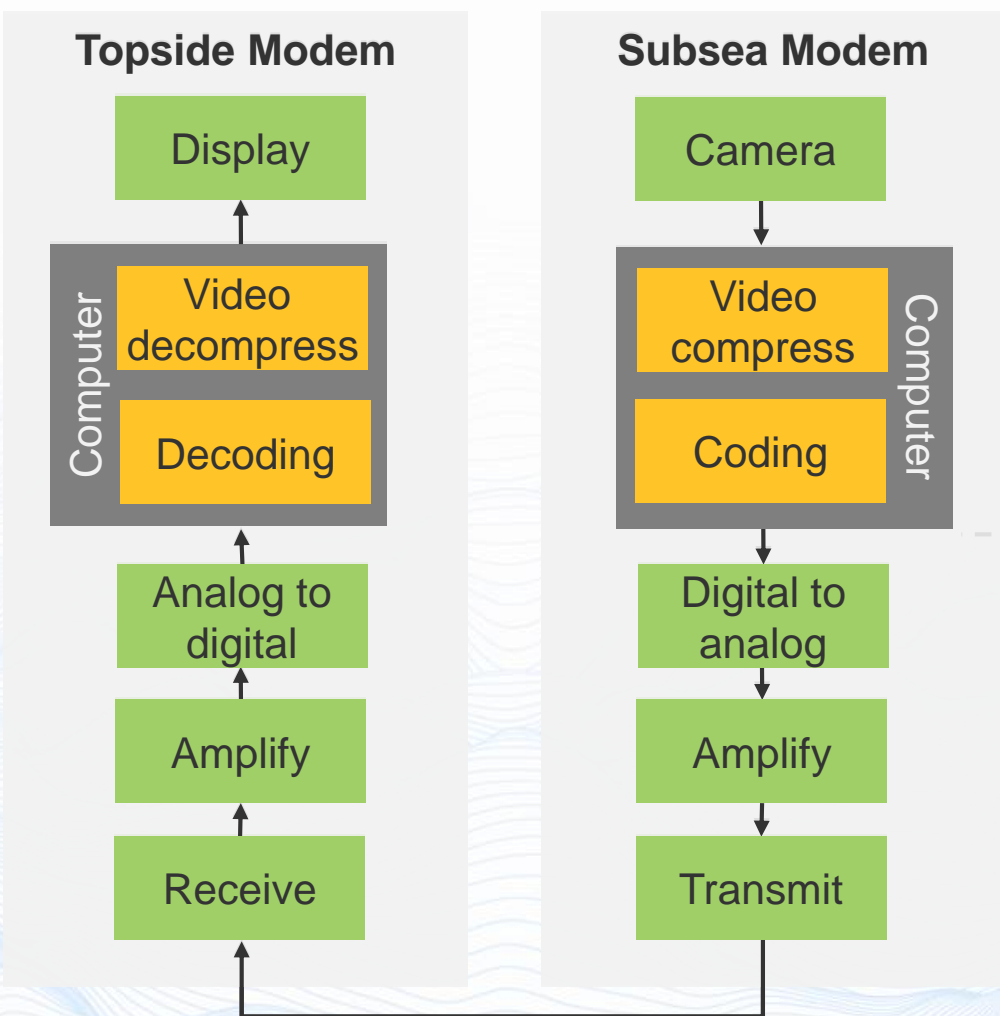 Topside Modem
Display
Computer
Video
decompress
Decoding
Analog to
digital
Amplify
Receive
Subsea Modem
Camera
Video
compress
Computer
Coding
Digital to
analog
Amplify
Transmit